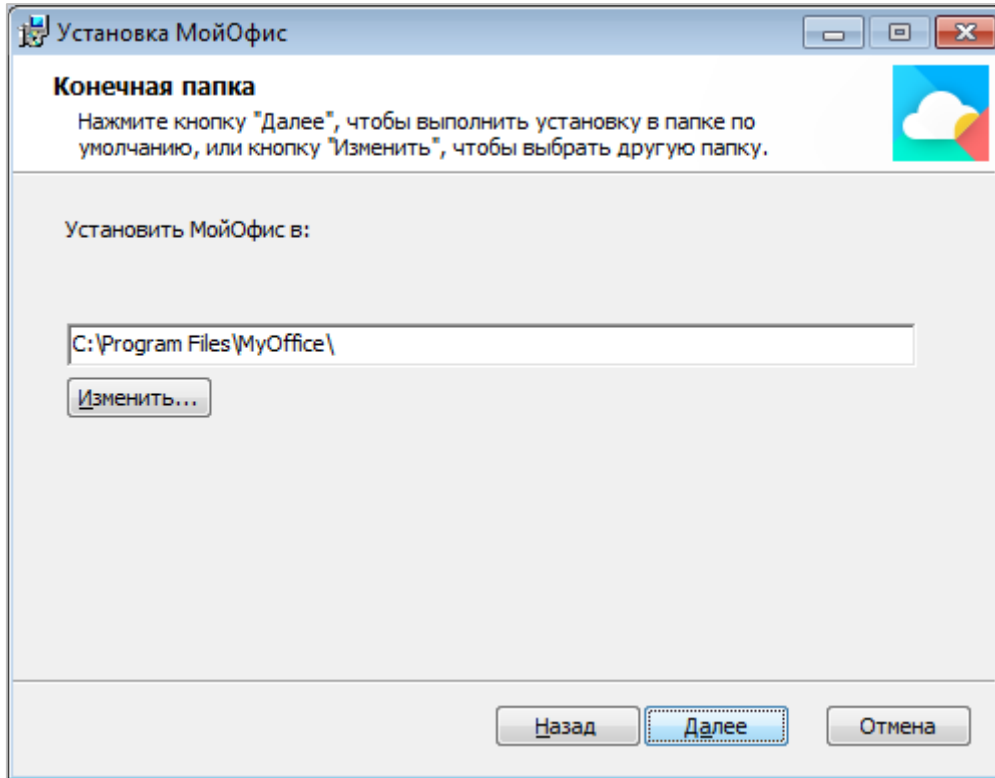 Установка МойОфис
Конечная папка
Нажмите кнопку "Далее", чтобы выполнить установку в папке по
умолчанию, или кнопку "Изменить", чтобы выбрать другую папку.
Установить МойОфис в:
C:\Program Files\MyOffice\
Изменить...
Назад
Далее
Отмена